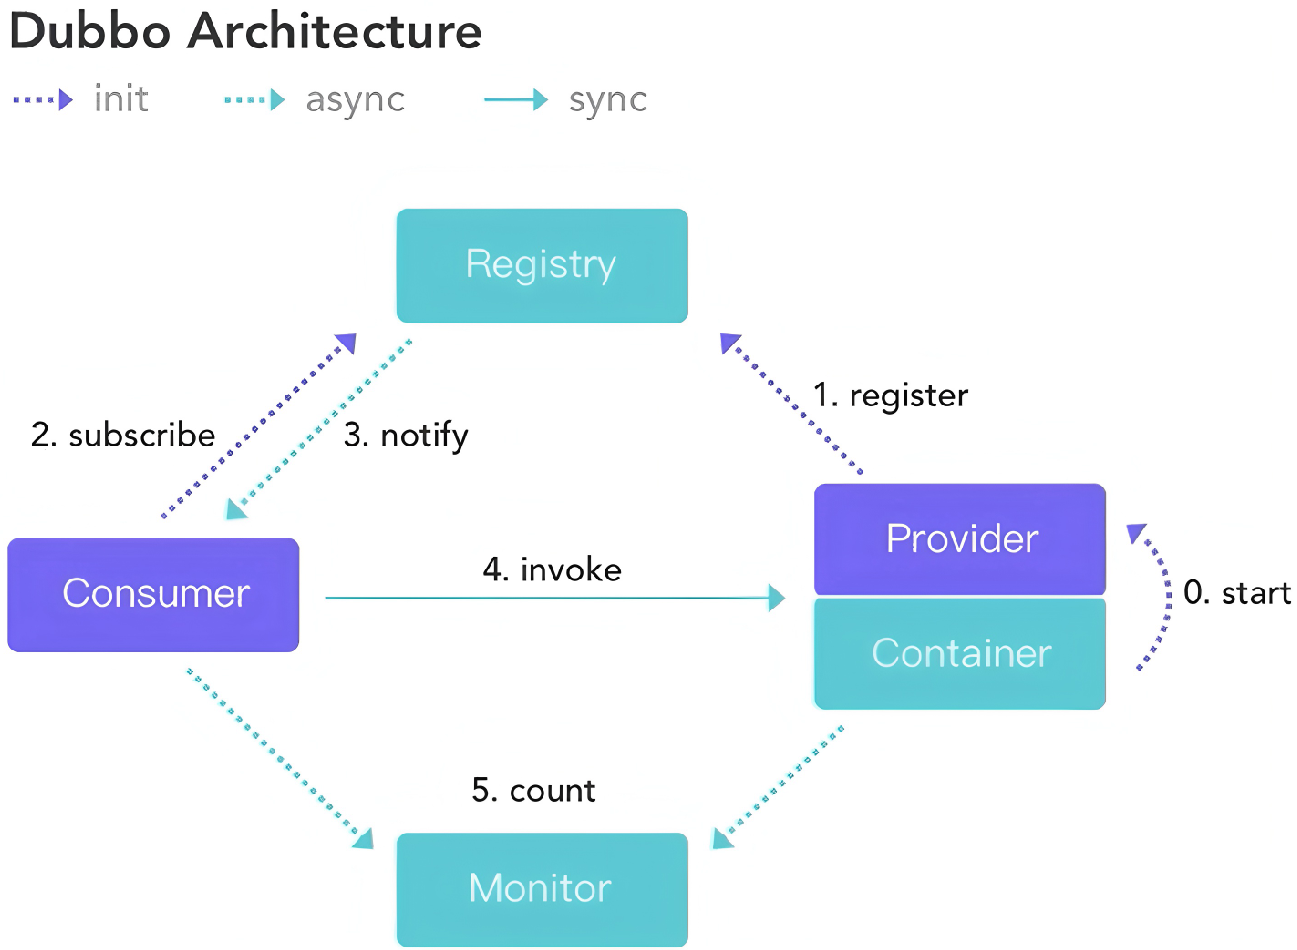 Dubbo Architecture
init async sync
Registry
1. register
2. subscribe 3. notify
Provider
4. invoke
Consumer 0. start
Container
5. count
Monitor